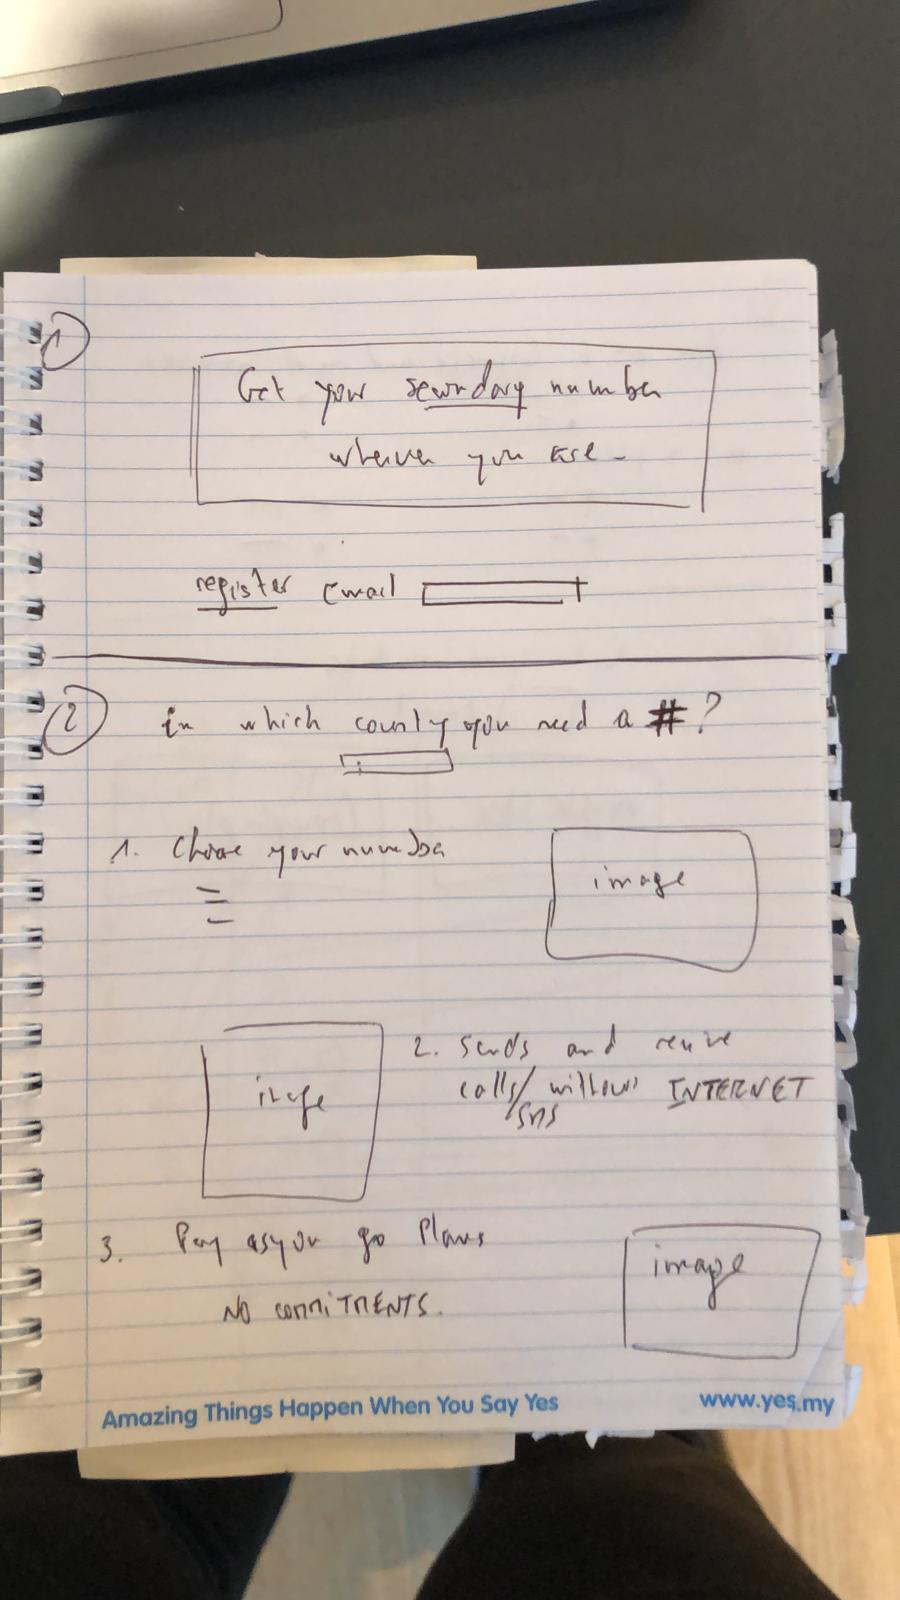 1
Get your secondary number
wherever you are -
register Email
2
in which country you need a # ?
1. Choose your number
image
2. Sends and receive
image
calls/ without INTERNET
SMS
3. Pay as you go Plans
image
NO COMMITMENTS.
Amazing Things Happen When You Say Yes
www.yes.my